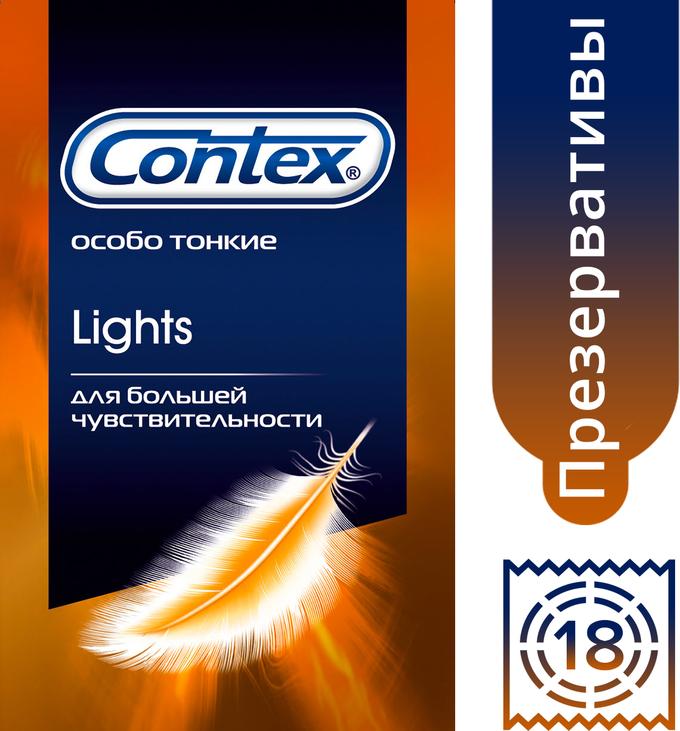 Contex®
особо тонкие
Lights
для большей
чувствительности
Презервативы
18